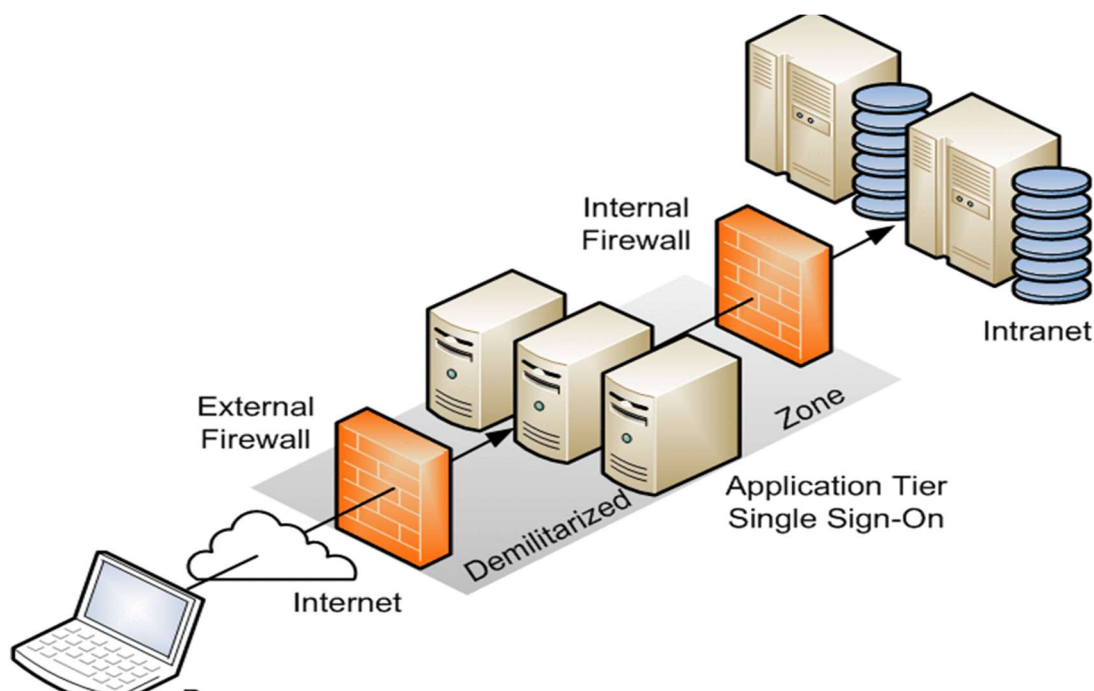 Internal
Firewall
Intranet
External
Firewall
Demilitarized Zone
Application Tier
Single Sign-On
Internet